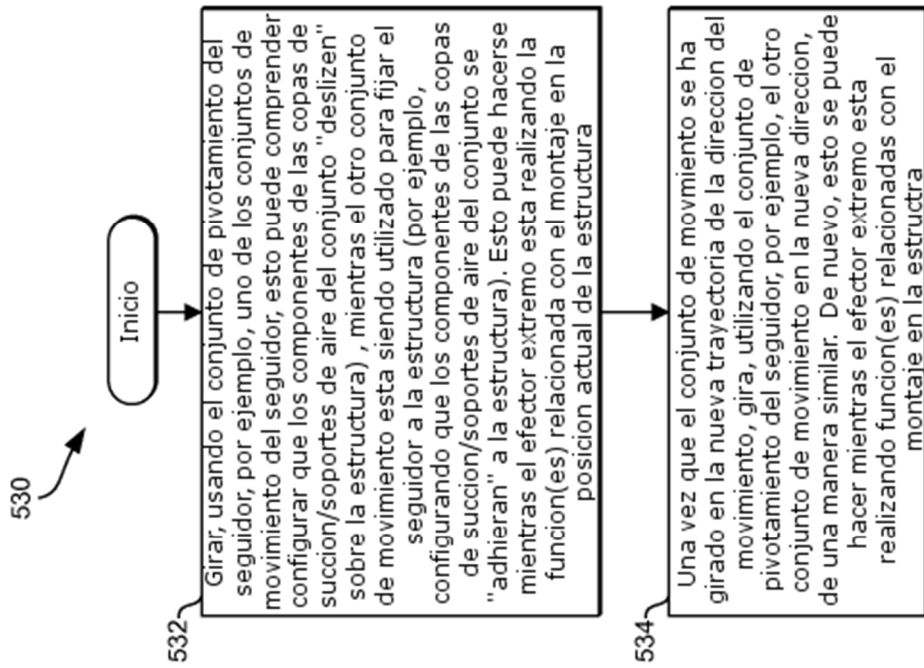 530
Inicio
532
Girar, usando el conjunto de pivotamiento del
seguidor, por ejemplo, uno de los conjuntos de
movimiento del seguidor, esto puede comprender
configurar que los componentes de las copas de
succion/soportes de aire del conjunto "deslizen"
sobre la estructura) , mientras el otro conjunto
de movimiento esta siendo utilizado para fijar el
seguidor a la estructura (por ejemplo,
configurando que los componentes de las copas
de succion/soportes de aire del conjunto se
"adhieran" a la estructura). Esto puede hacerse
mientras el efector extremo esta realizando la
funcion(es) relacionada con el montaje en la
posicion actual de la estructura
534
Una vez que el conjunto de movimiento se ha
girado en la nueva trayectoria de la direccion del
movimiento, gira, utilizando el conjunto de
pivotamiento del seguidor, por ejemplo, el otro
conjunto de movimiento en la nueva direccion,
de una manera similar. De nuevo, esto se puede
hacer mientras el efector extremo esta
realizando funcion(es) relacionadas con el
montaje en la estructra